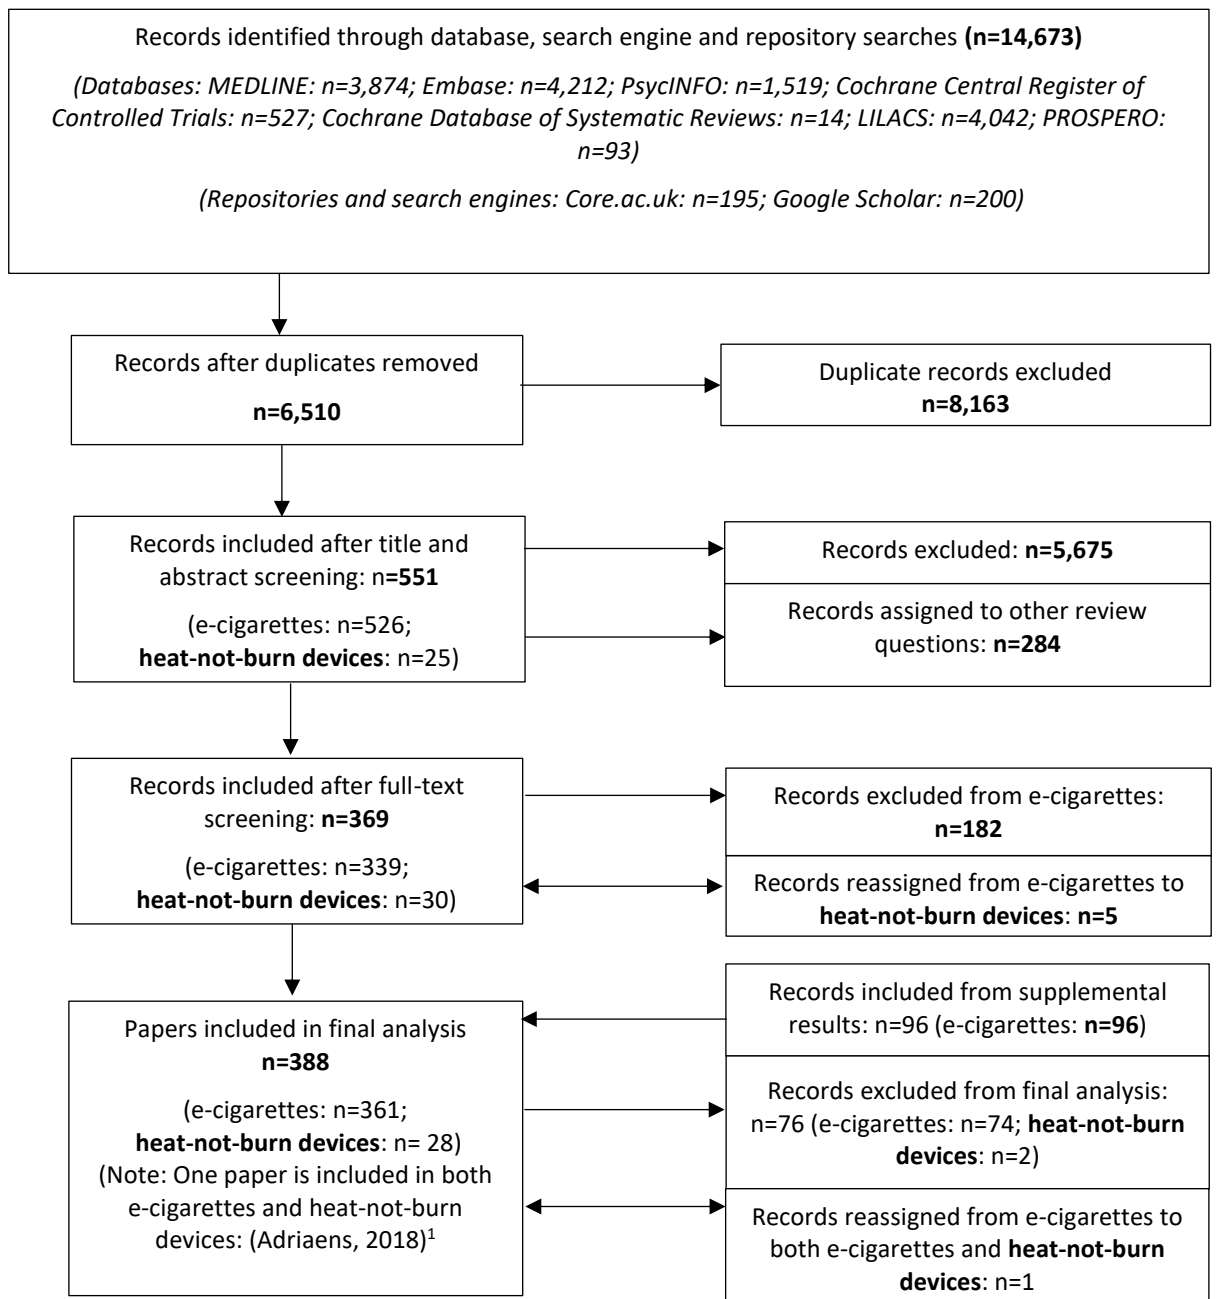 Records identified through database, search engine and repository searches (n=14,673)
(Databases: MEDLINE: n=3,874; Embase: n=4,212; PsycINFO: n=1,519; Cochrane Central Register of
Controlled Trials: n=527; Cochrane Database of Systematic Reviews: n=14; LILACS: n=4,042; PROSPERO:
n=93)
(Repositories and search engines: Core.ac.uk: n=195; Google Scholar: n=200)
Records after duplicates removed
n=6,510
Duplicate records excluded
n=8,163
Records included after title and
abstract screening: n=551
(e-cigarettes: n=526;
heat-not-burn devices: n=25)
Records excluded: n=5,675
Records assigned to other review
questions: n=284
Records included after full-text
screening: n=369
(e-cigarettes: n=339;
heat-not-burn devices: n=30)
Records excluded from e-cigarettes:
n=182
Records reassigned from e-cigarettes to
heat-not-burn devices: n=5
Papers included in final analysis
n=388
(e-cigarettes: n=361;
heat-not-burn devices: n= 28)
(Note: One paper is included in both
e-cigarettes and heat-not-burn
devices: (Adriaens, 2018)¹
Records included from supplemental
results: n=96 (e-cigarettes: n=96)
Records excluded from final analysis:
n=76 (e-cigarettes: n=74; heat-not-burn
devices: n=2)
Records reassigned from e-cigarettes to
both e-cigarettes and heat-not-burn
devices: n=1